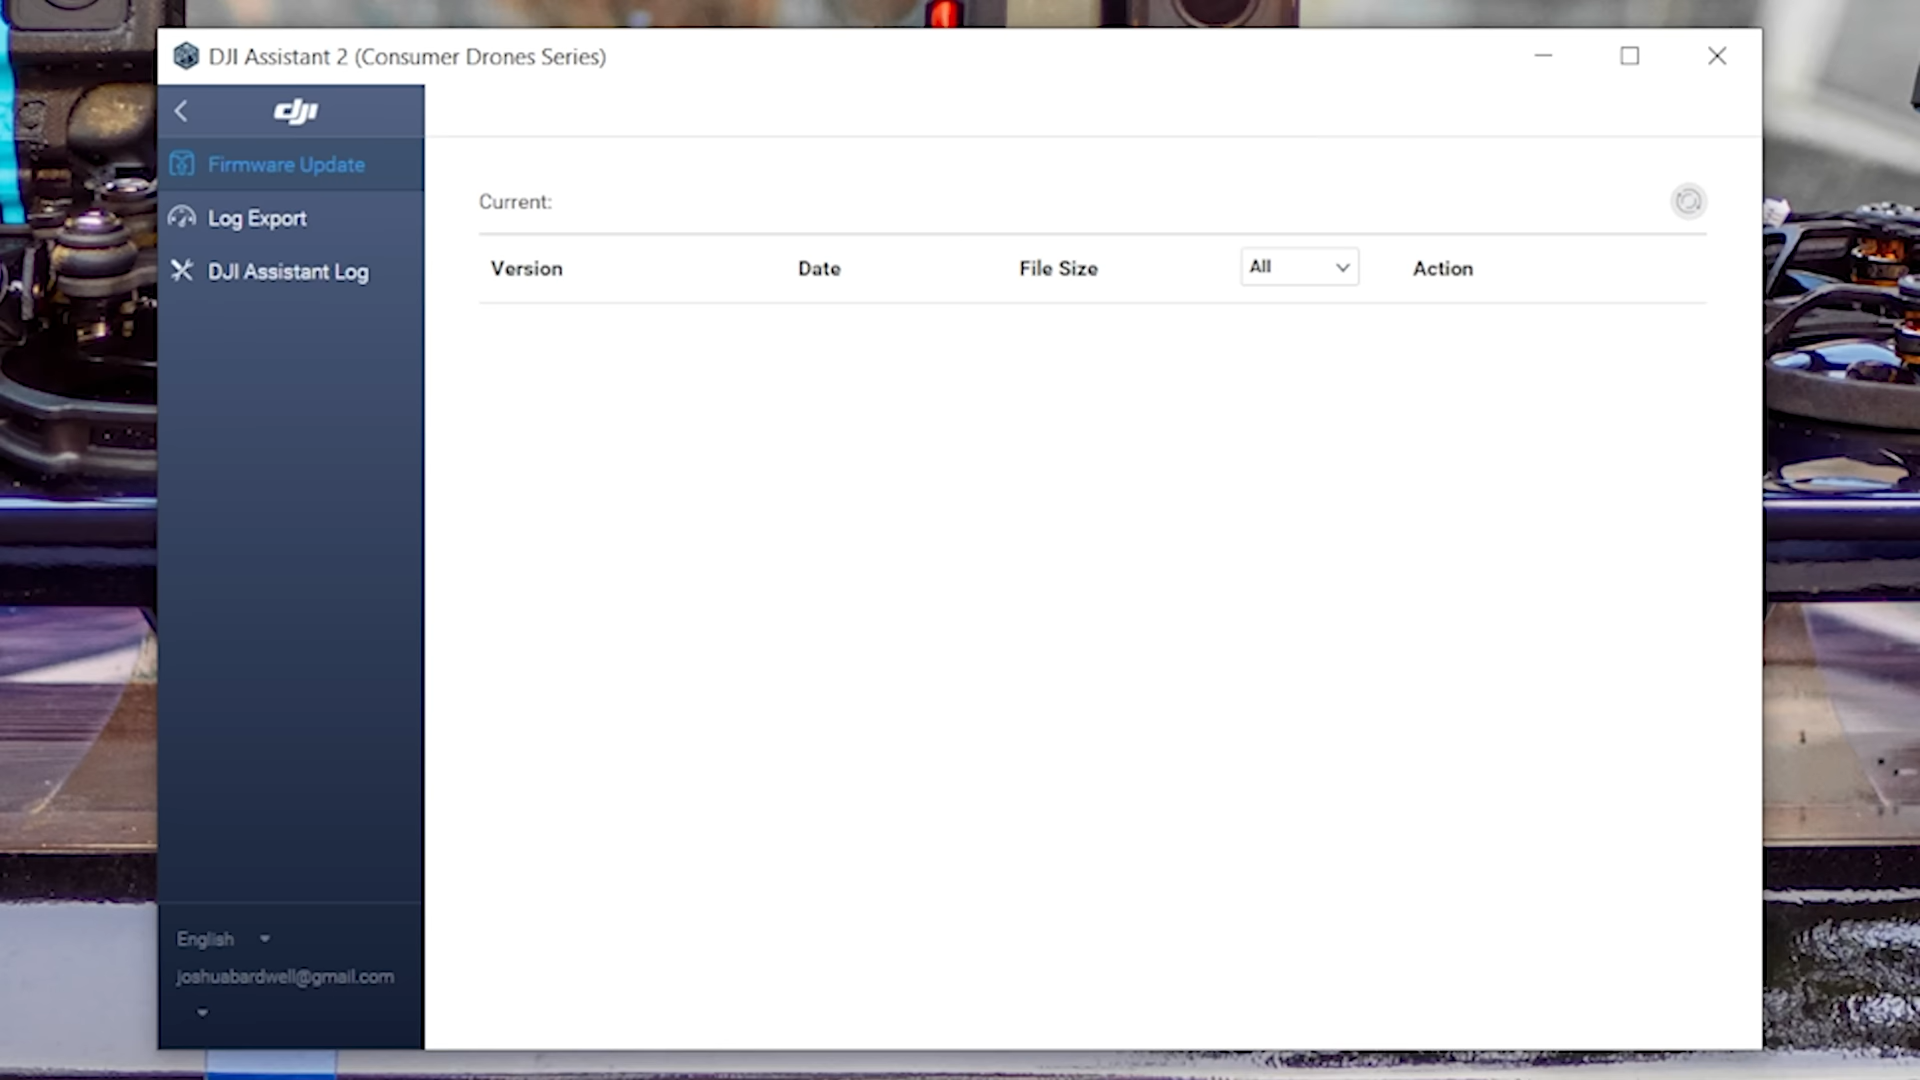 DJI Assistant 2 (Consumer Drones Series)
dji
Firmware Update
Log Export
DJI Assistant Log
Current:
Version Date File Size All Action
English
joshuabardwell@gmail.com